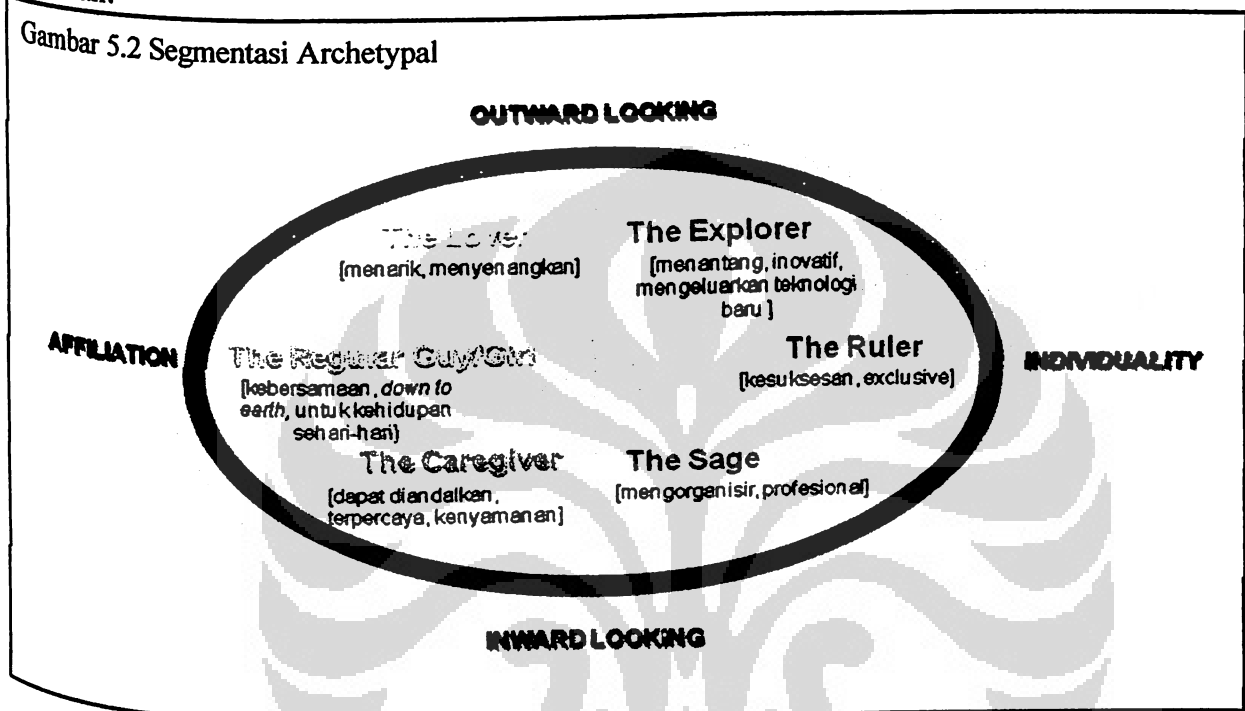 Gambar 5.2 Segmentasi Archetypal
OUTWARD LOOKING
The Lover
[menarik, menyenangkan]
The Explorer
[menantang, inovatif,
mengeluarkan teknologi
baru ]
AFFILIATION
The Regular Guy/Girl
[kebersamaan, down to
earth, untuk kehidupan
sehari-hari]
The Ruler
[kesuksesan, exclusive]
INDIVIDUALITY
The Caregiver
[dapat diandalkan,
terpercaya, kenyamanan]
The Sage
[mengorganisir, profesional]
INWARD LOOKING